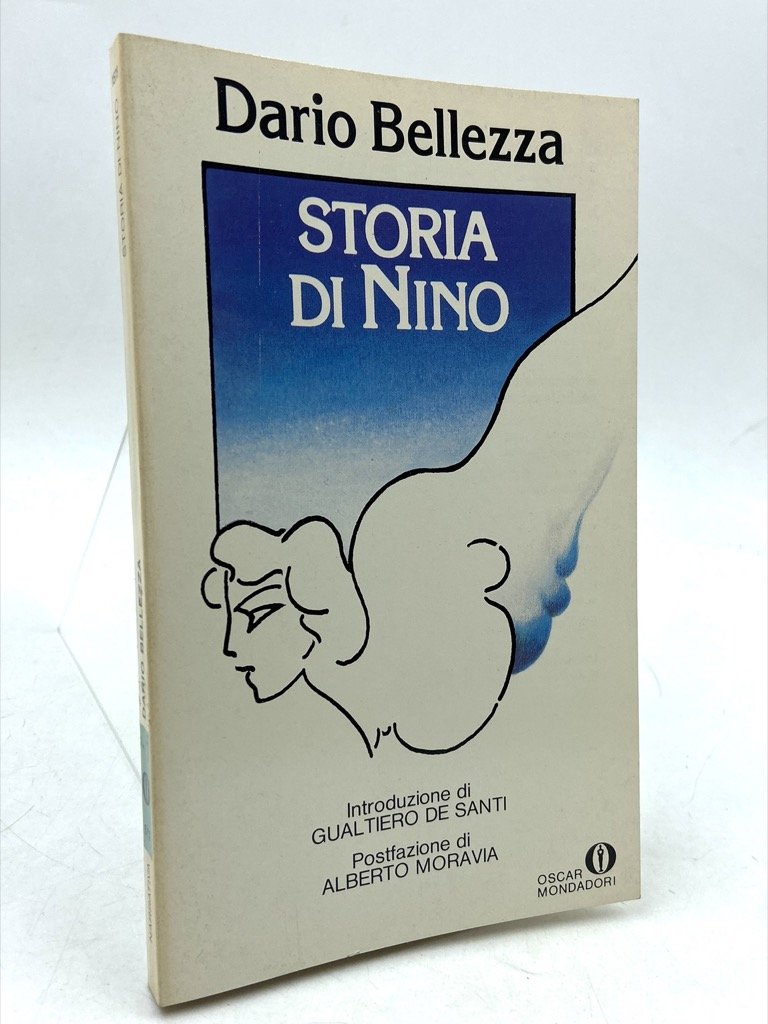 Dario Bellezza
STORIA
DI NINO
Introduzione di
GUALTIERO DE SANTI
Postfazione di
ALBERTO MORAVIA
OSCAR
MONDADORI
STORIA DI NINO
DARIO BELLEZZA
NARRATIVA